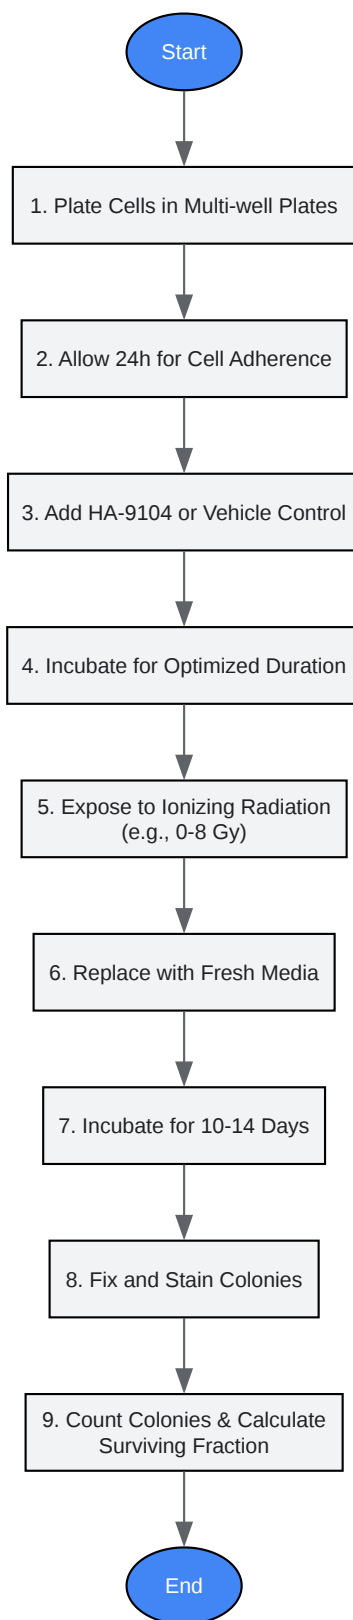 Start
1. Plate Cells in Multi-well Plates
2. Allow 24h for Cell Adherence
3. Add HA-9104 or Vehicle Control
4. Incubate for Optimized Duration
5. Expose to Ionizing Radiation
(e.g., 0-8 Gy)
6. Replace with Fresh Media
7. Incubate for 10-14 Days
8. Fix and Stain Colonies
9. Count Colonies & Calculate
Surviving Fraction
End